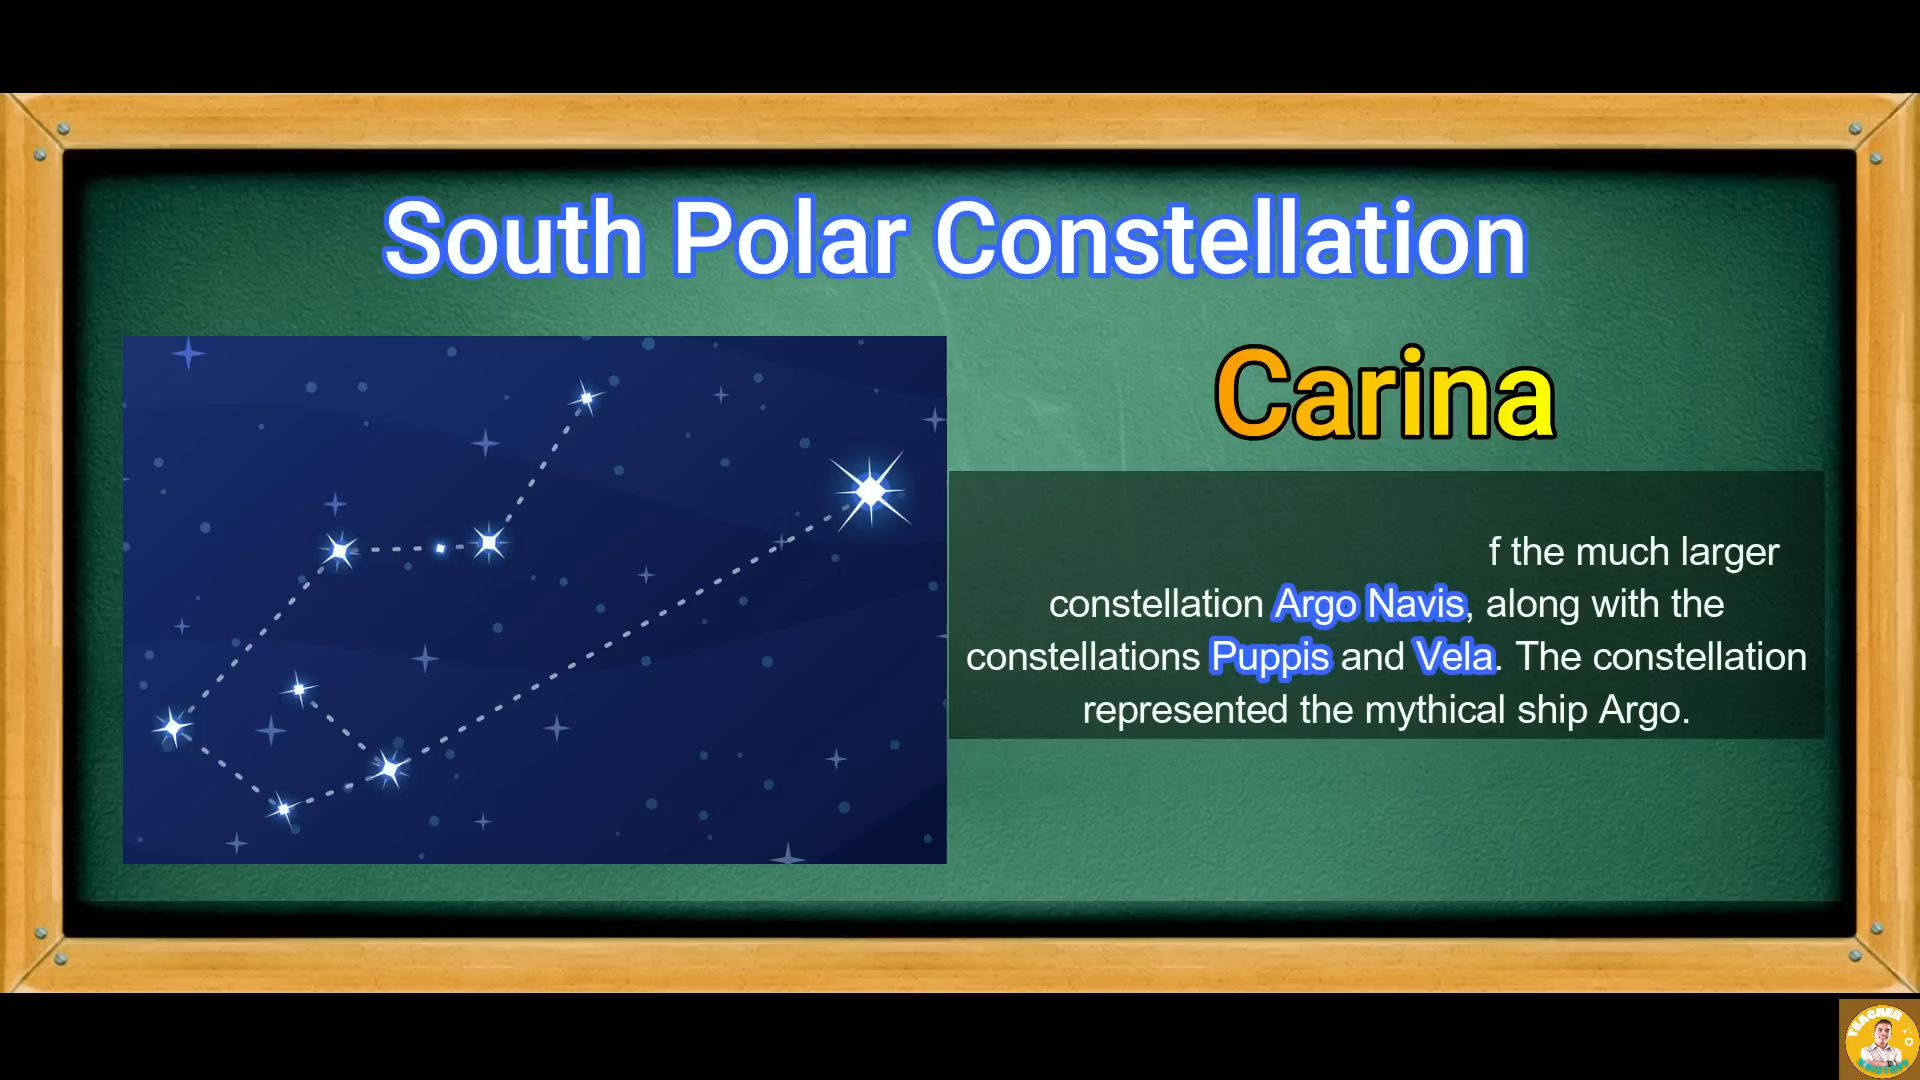 South Polar Constellation
Carina
f the much larger
constellation Argo Navis, along with the
constellations Puppis and Vela. The constellation
represented the mythical ship Argo.
TEACHER